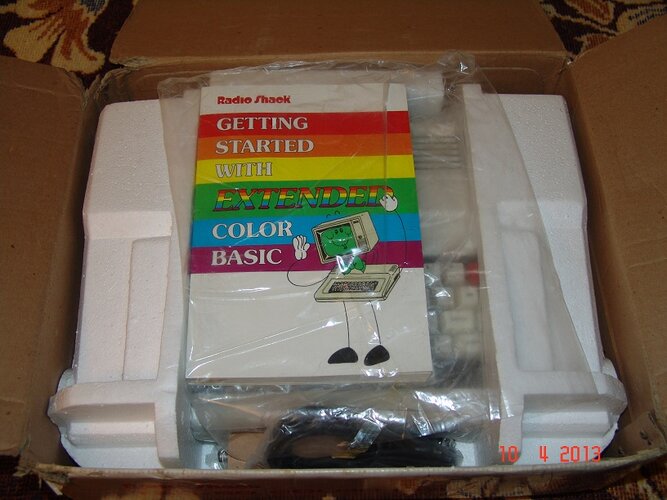 Radio Shack
GETTING
STARTED
WITH
EXTENDED
COLOR
BASIC
10 4 2013